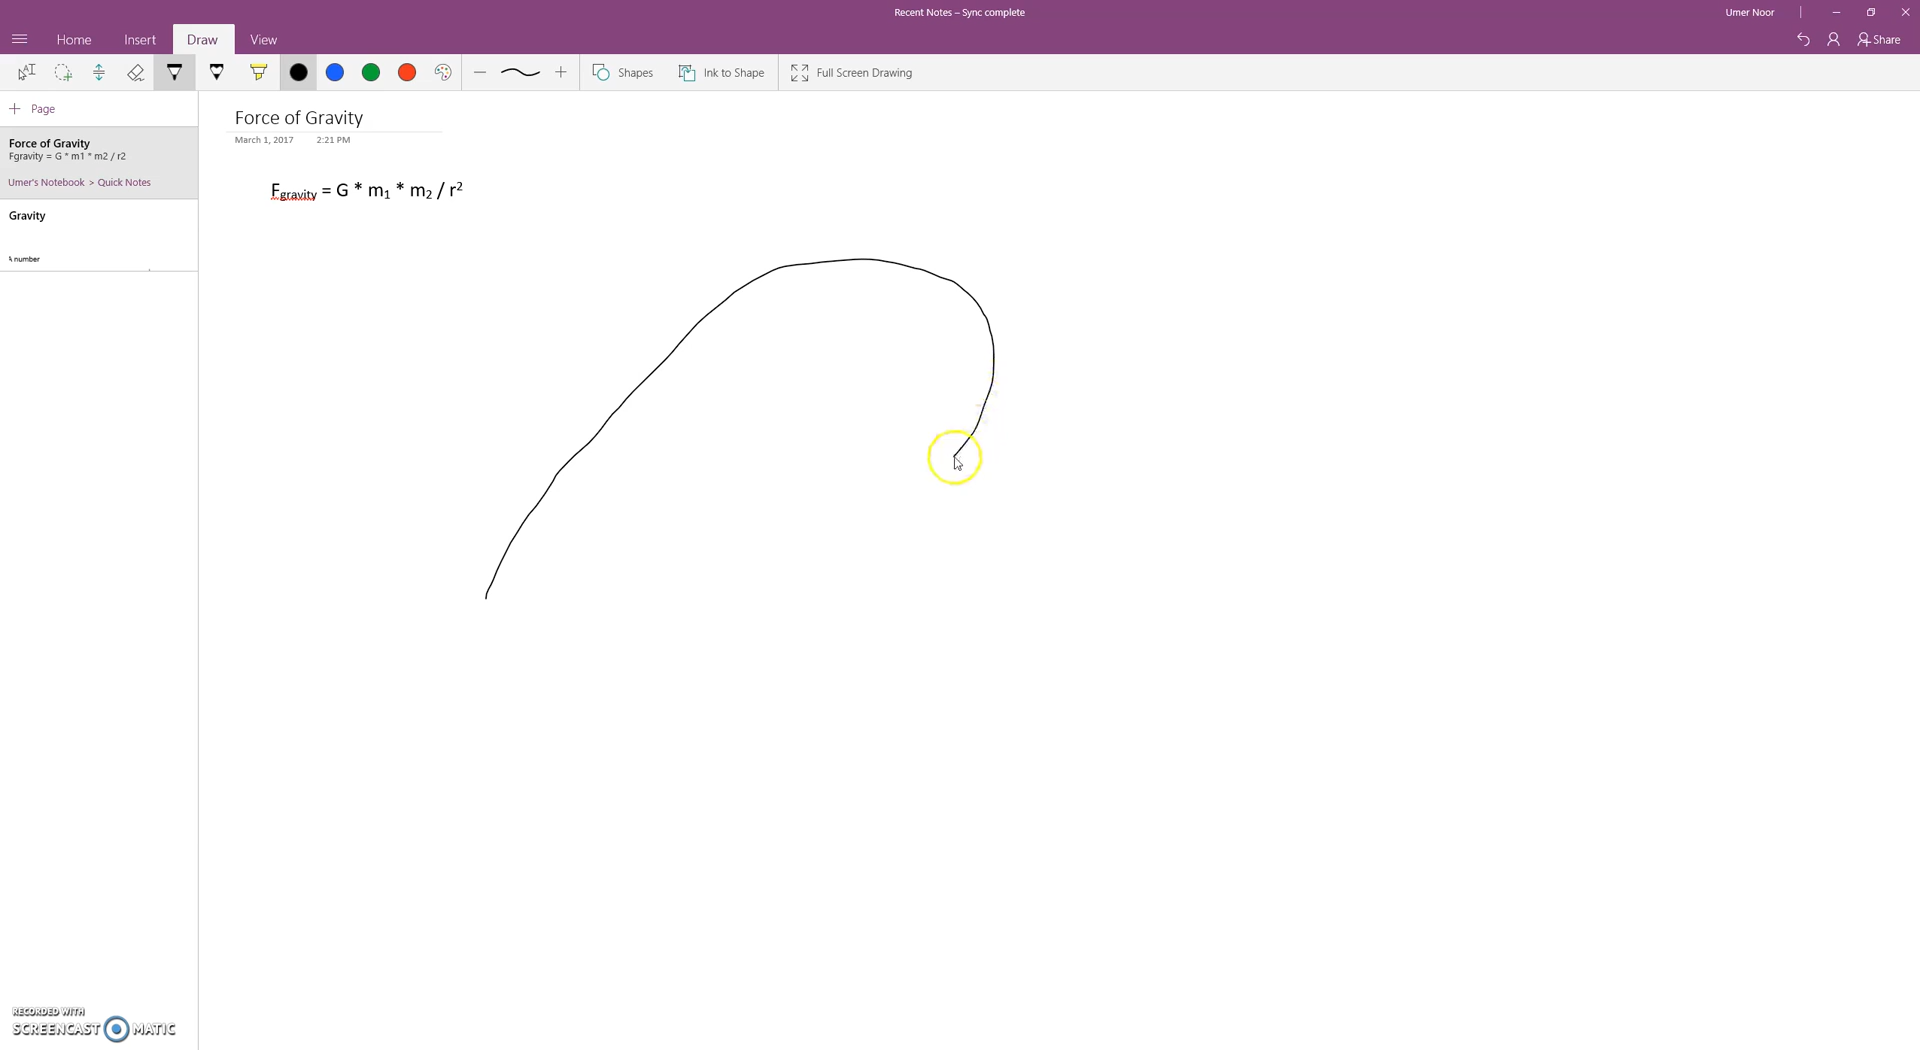 Recent Notes – Sync complete
Umer Noor
Home
Insert
Draw
View
Share
Shapes
Ink to Shape
Full Screen Drawing
+ Page
Force of Gravity
Fgravity = G * m1 * m2 / r2
Umer's Notebook > Quick Notes
Gravity
A number
Force of Gravity
March 1, 2017 2:21 PM
Fgravity = G * m₁ * m₂ / r²
RECORDED WITH
SCREENCAST MATIC